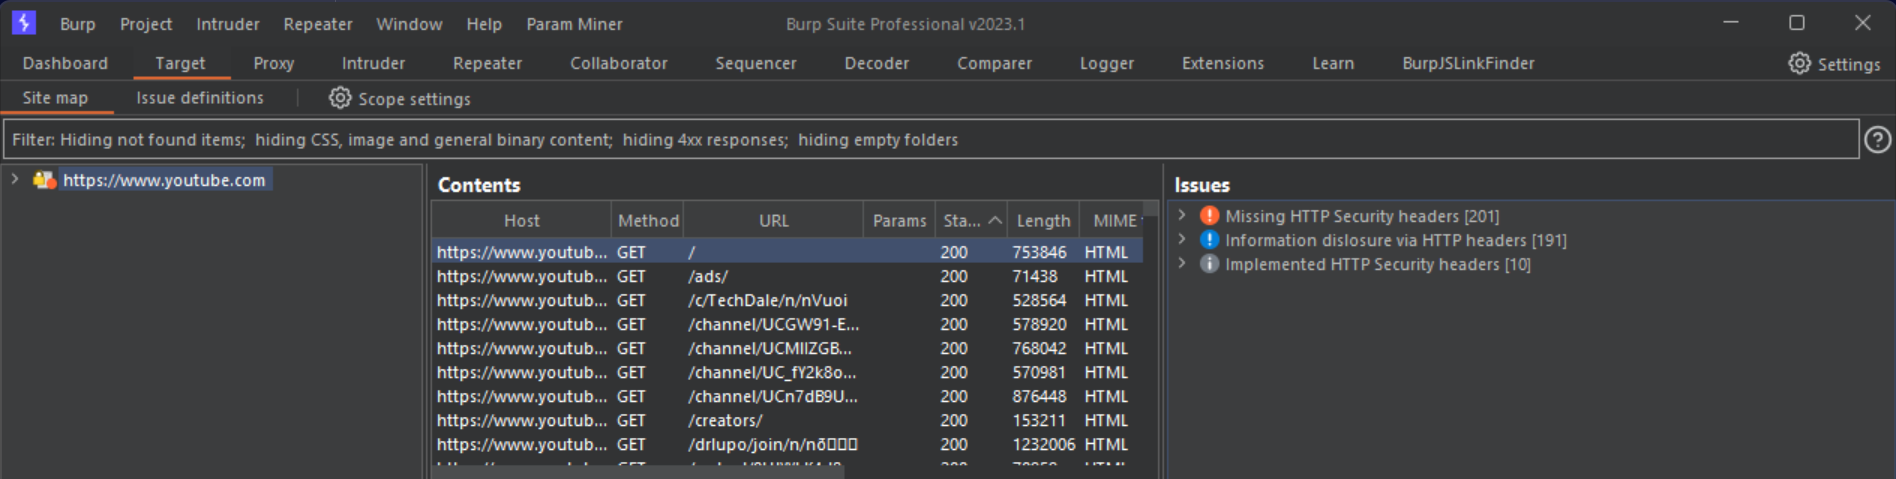 Burp Project Intruder Repeater Window Help Param Miner Burp Suite Professional v2023.1
Dashboard Target Proxy Intruder Repeater Collaborator Sequencer Decoder Comparer Logger Extensions Learn BurpJSLinkFinder Settings
Site map Issue definitions Scope settings
Filter: Hiding not found items; hiding CSS, image and general binary content; hiding 4xx responses; hiding empty folders
https://www.youtube.com
Contents
Host Method URL Params Sta... Length MIME
https://www.youtub... GET / 200 753846 HTML
https://www.youtub... GET /ads/ 200 71438 HTML
https://www.youtub... GET /c/TechDale/n/nVuoi 200 528564 HTML
https://www.youtub... GET /channel/UCGW91-E... 200 578920 HTML
https://www.youtub... GET /channel/UCMIIZGB... 200 768042 HTML
https://www.youtub... GET /channel/UC_fY2k8o... 200 570981 HTML
https://www.youtub... GET /channel/UCn7dB9U... 200 876448 HTML
https://www.youtub... GET /creators/ 200 153211 HTML
https://www.youtub... GET /drlupo/join/n/nð□□□ 200 1232006 HTML
Issues
Missing HTTP Security headers [201]
Information dislosure via HTTP headers [191]
Implemented HTTP Security headers [10]